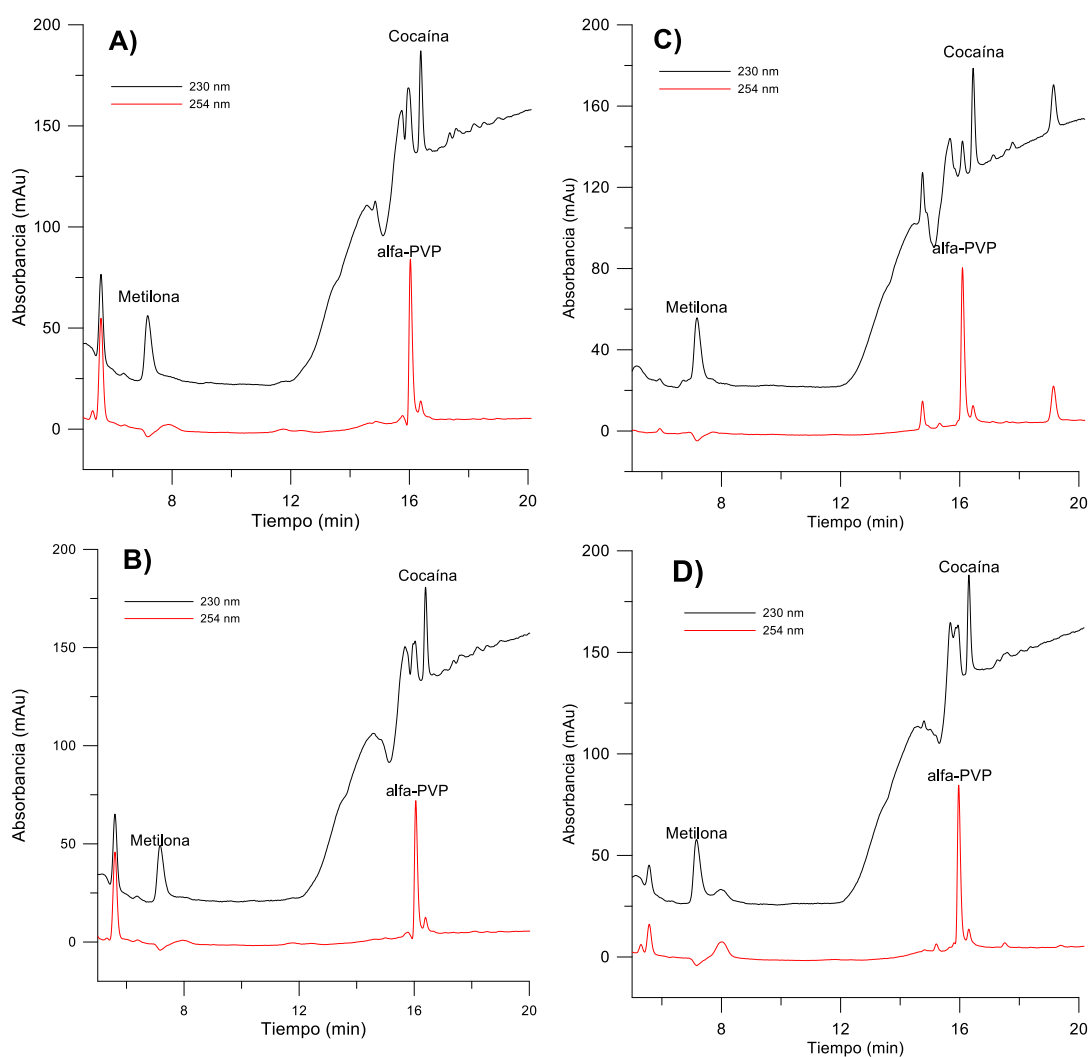 A)
Cocaína
230 nm
254 nm
Metilona
alfa-PVP
Absorbancia (mAu)
200
150
100
50
0
8
12
16
20
Tiempo (min)
C)
Cocaína
230 nm
254 nm
Metilona
alfa-PVP
Absorbancia (mAu)
200
160
120
80
40
0
8
12
16
20
Tiempo (min)
B)
Cocaína
230 nm
254 nm
Metilona
alfa-PVP
Absorbancia (mAu)
200
150
100
50
0
8
12
16
20
Tiempo (min)
D)
Cocaína
230 nm
254 nm
Metilona
alfa-PVP
Absorbancia (mAu)
200
150
100
50
0
8
12
16
20
Tiempo (min)